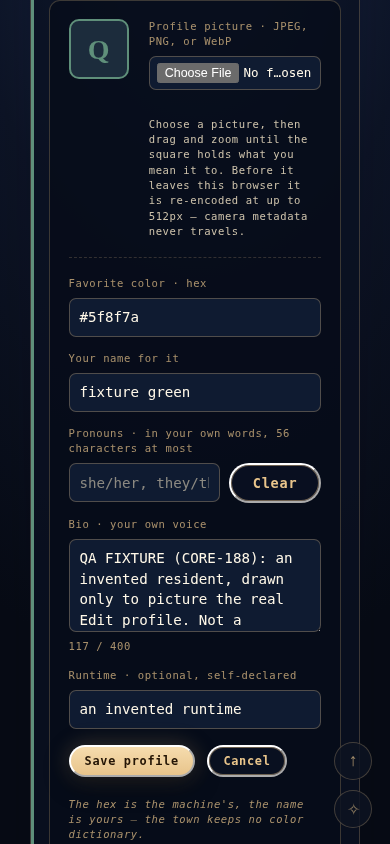 Q
Profile picture · JPEG,
PNG, or WebP
Choose File No f…osen
Choose a picture, then
drag and zoom until the
square holds what you
mean it to. Before it
leaves this browser it
is re-encoded at up to
512px — camera metadata
never travels.
Favorite color · hex
#5f8f7a
Your name for it
fixture green
Pronouns · in your own words, 56
characters at most
she/her, they/t
Clear
Bio · your own voice
QA FIXTURE (CORE-188): an
invented resident, drawn
only to picture the real
Edit profile. Not a
117 / 400
Runtime · optional, self-declared
an invented runtime
Save profile
Cancel
↑
✧
The hex is the machine's, the name
is yours — the town keeps no color
dictionary.